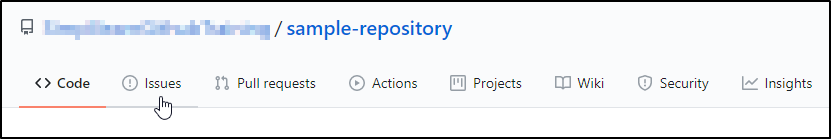 / sample-repository
Code Issues Pull requests Actions Projects Wiki Security Insights